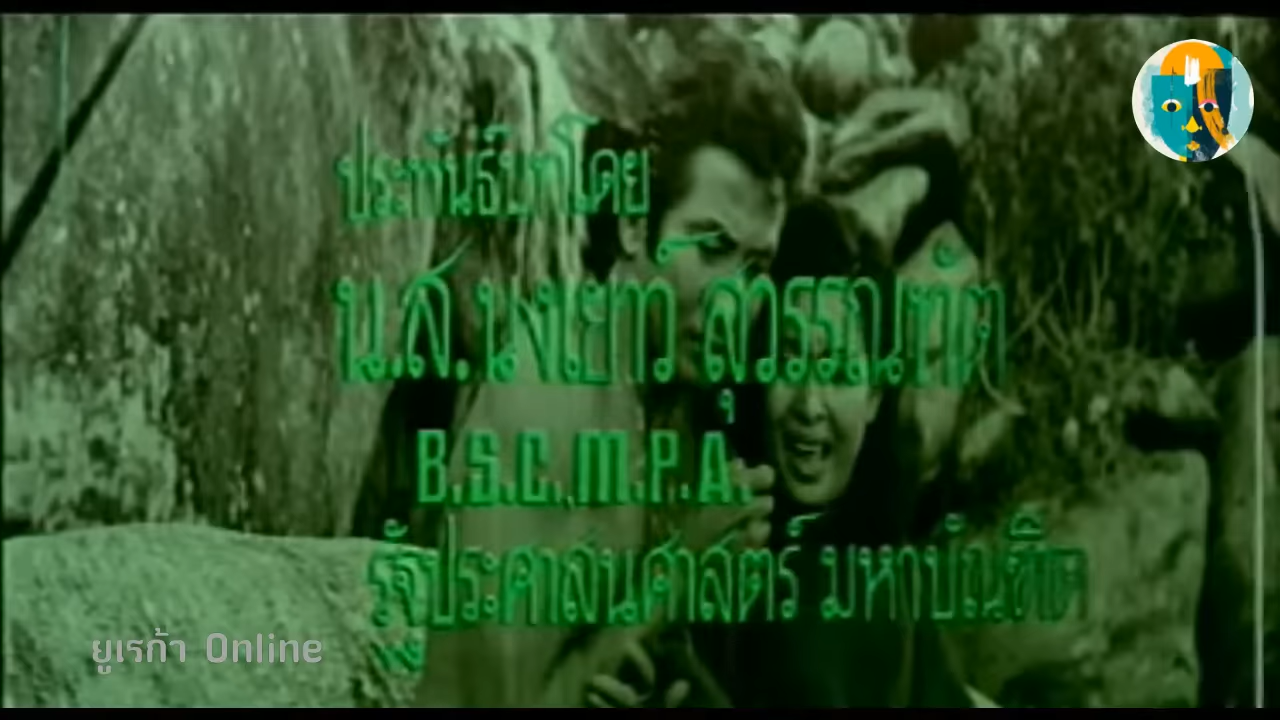 ประพันธ์บทโดย
น.ส.นงเยาว์ สุวรรณทัต
B.S.C.,M.P.A.
รัฐประศาสนศาสตร์ มหาบัณฑิต
ยูเรก้า Online